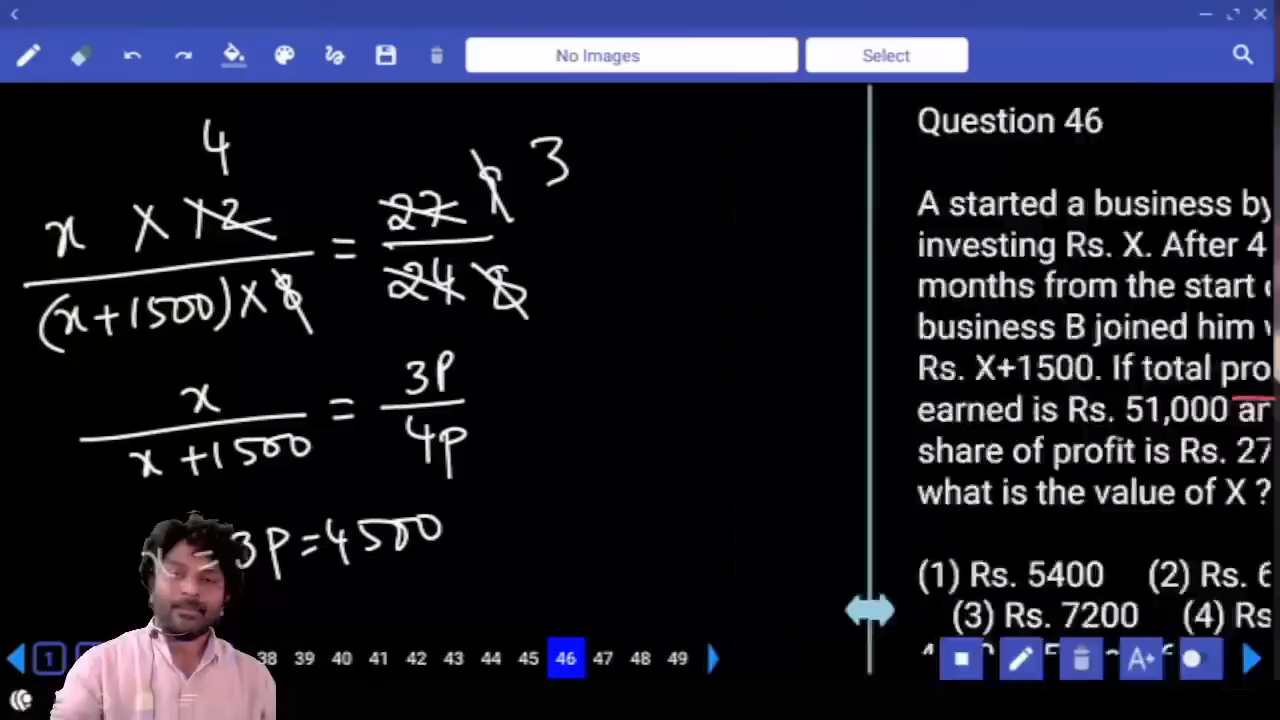 No Images
Select
4
x × 12 = 27 9 3
(x+1500)×8 24 8
x = 3P
x+1500 4P
x = 3P=4500
Question 46
A started a business by
investing Rs. X. After 4
months from the start
business B joined him
Rs. X+1500. If total pro
earned is Rs. 51,000 an
share of profit is Rs. 27
what is the value of X ?
(1) Rs. 5400 (2) Rs. 6
(3) Rs. 7200 (4) Rs
1 38 39 40 41 42 43 44 45 46 47 48 49
A+